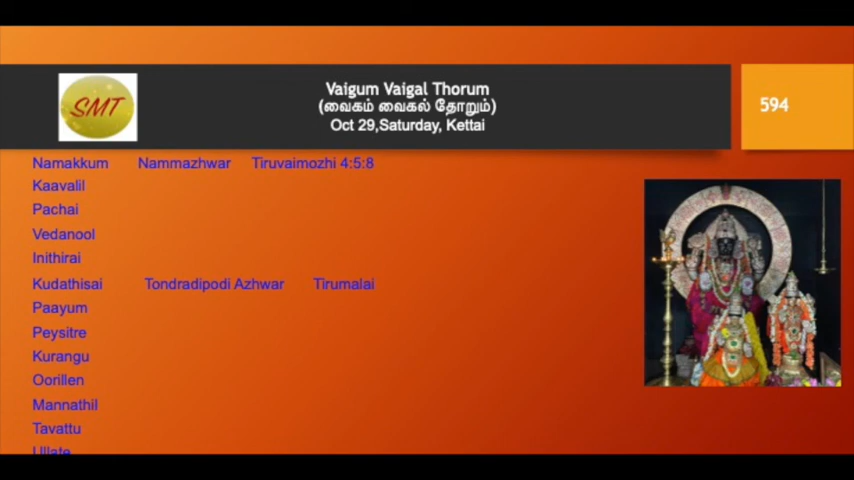 SMT
Vaigum Vaigal Thorum
(வைகம் வைகல் தோறும்)
Oct 29,Saturday, Kettai
594
Namakkum Nammazhwar Tiruvaimozhi 4:5:8
Kaavalil
Pachai
Vedanool
Inithirai
Kudathisai Tondradipodi Azhwar Tirumalai
Paayum
Peysitre
Kurangu
Oorillen
Mannathil
Tavattu
Ullate